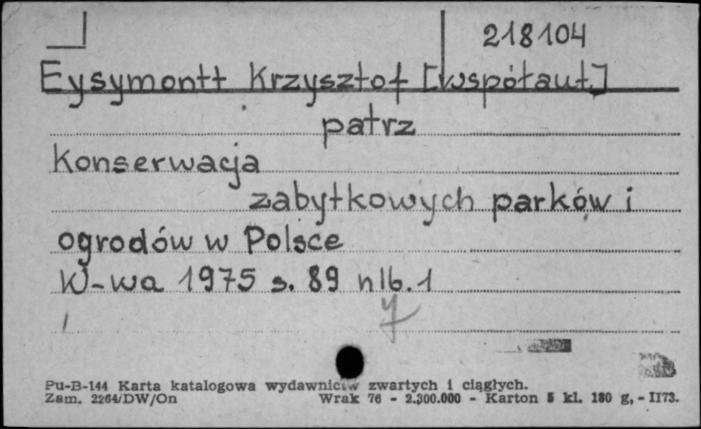 218104
Eysymontt Krzysztof [współaut.]
patrz
Konserwacja
zabytkowych parków i
ogrodów w Polsce
W-wa 1975 s. 89 nlb. 1
Pu-B-144 Karta katalogowa wydawnictw zwartych i ciągłych.
Zam. 2264/DW/On Wrak 76 - 2.300.000 - Karton 5 kl. 180 g, - II73.